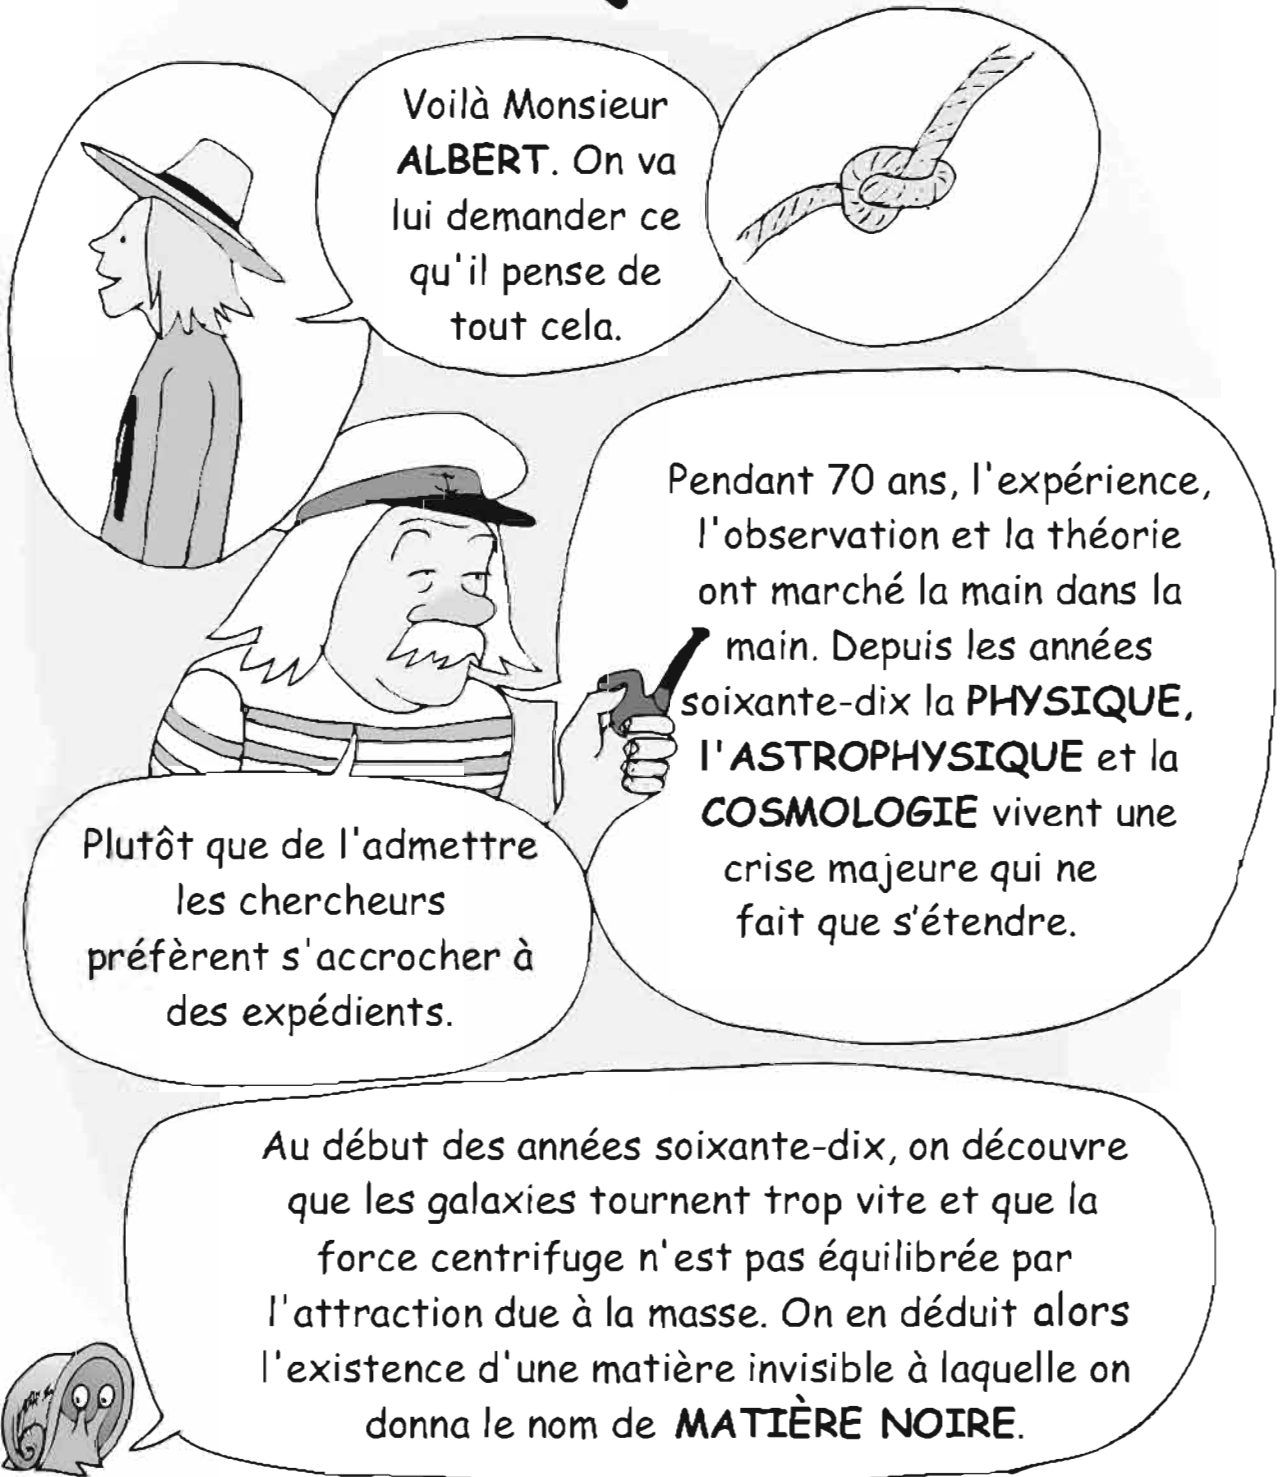 Voilà Monsieur
ALBERT. On va
lui demander ce
qu'il pense de
tout cela.
Pendant 70 ans, l'expérience,
l'observation et la théorie
ont marché la main dans la
main. Depuis les années
soixante-dix la PHYSIQUE,
l'ASTROPHYSIQUE et la
COSMOLOGIE vivent une
crise majeure qui ne
fait que s’étendre.
Plutôt que de l'admettre
les chercheurs
préfèrent s'accrocher à
des expédients.
Au début des années soixante-dix, on découvre
que les galaxies tournent trop vite et que la
force centrifuge n'est pas équilibrée par
l'attraction due à la masse. On en déduit alors
l'existence d'une matière invisible à laquelle on
donna le nom de MATIÈRE NOIRE.